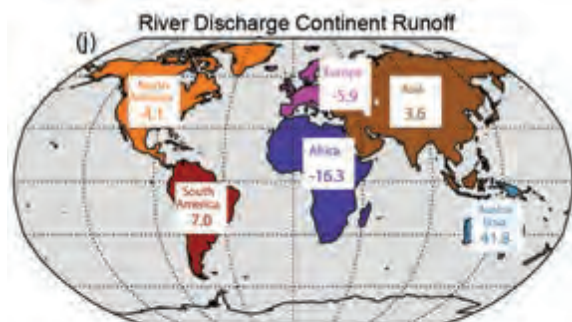 River Discharge Continent Runoff
(j)
North
America
-4.1
Europe
-5.9
Asia
3.6
Africa
-16.3
South
America
-7.0
41.8